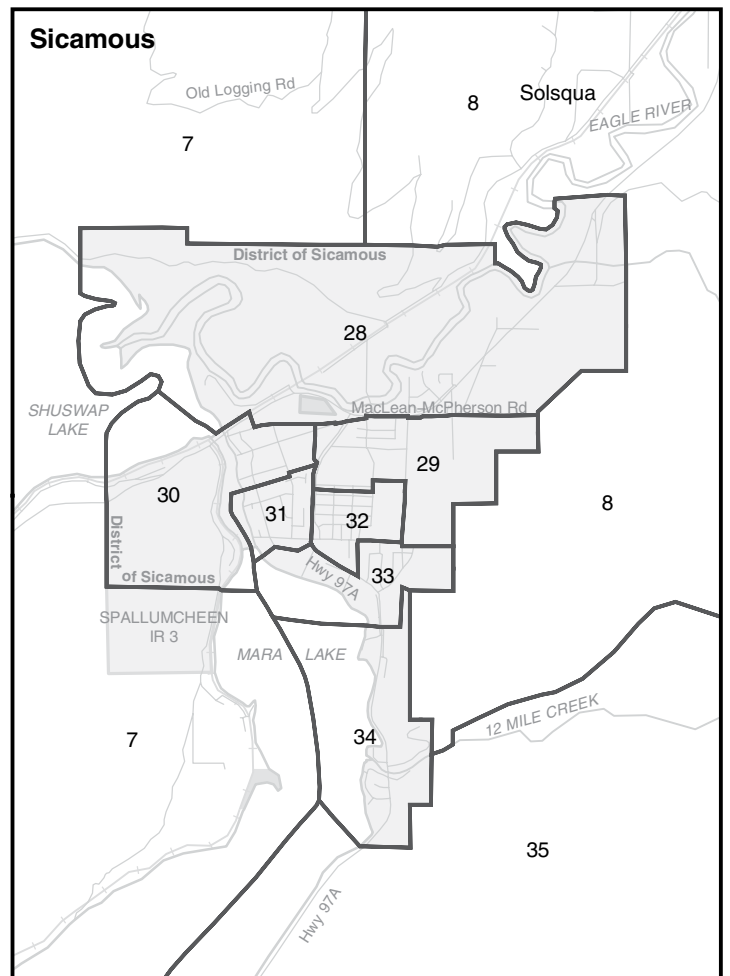 Sicamous
Old Logging Rd
8
Solsqua
EAGLE RIVER
7
District of Sicamous
28
SHUSWAP
LAKE
MacLean-McPherson Rd
29
30
31
32
8
District
of Sicamous
33
Hwy 97A
SPALLUMCHEEN
IR 3
MARA LAKE
12 MILE CREEK
7
34
35
Hwy 97A